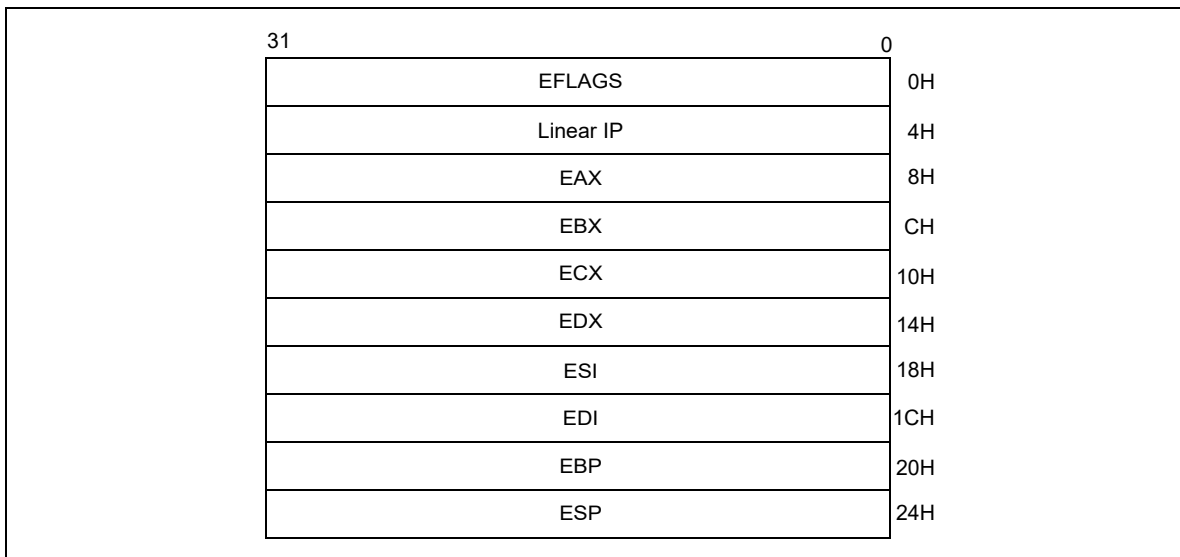 31 0
EFLAGS 0H
Linear IP 4H
EAX 8H
EBX CH
ECX 10H
EDX 14H
ESI 18H
EDI 1CH
EBP 20H
ESP 24H